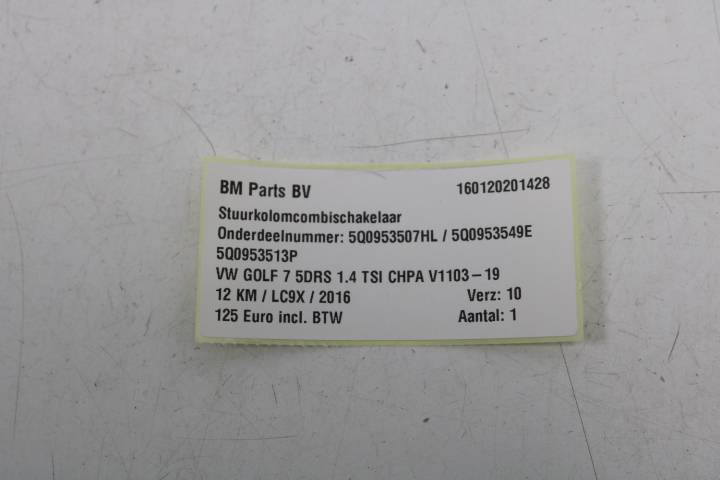 BM Parts BV 160120201428
Stuurkolomcombischakelaar
Onderdeelnummer: 5Q0953507HL / 5Q0953549E
5Q0953513P
VW GOLF 7 5DRS 1.4 TSI CHPA V1103-19
12 KM / LC9X / 2016 Verz: 10
125 Euro incl. BTW Aantal: 1